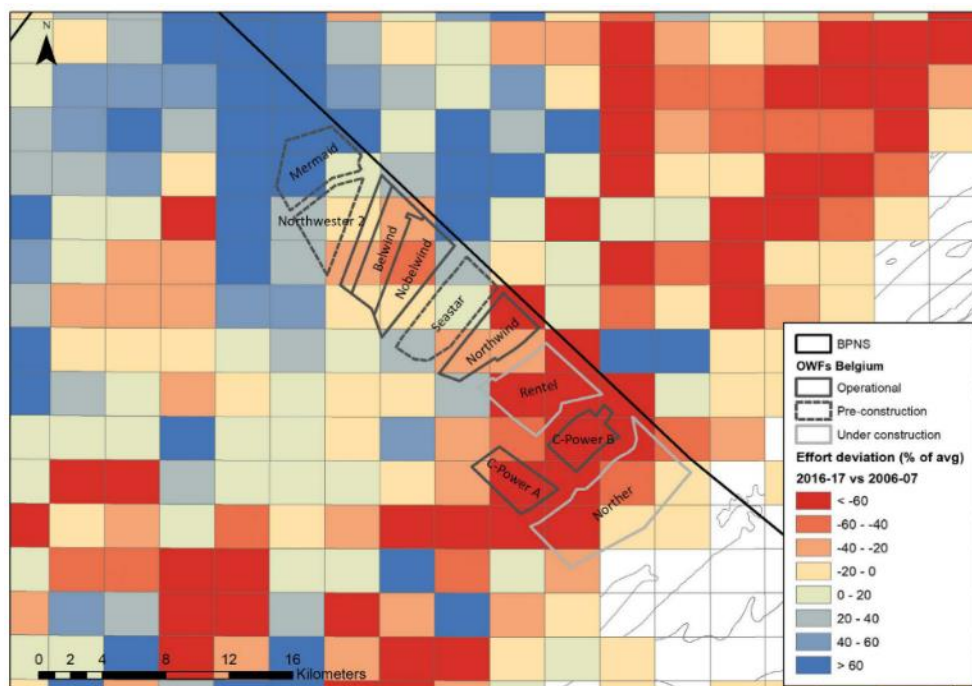 N
Mermaid
Northwester 2
Belwind
Nobelwind
Seastar
Northwind
Rentel
C-Power B
C-Power A
Norther
BPNS
OWFs Belgium
Operational
Pre-construction
Under construction
Effort deviation (% of avg)
2016-17 vs 2006-07
< -60
-60 - -40
-40 - -20
-20 - 0
0 - 20
20 - 40
40 - 60
> 60
0 2 4 8 12 16
Kilometers